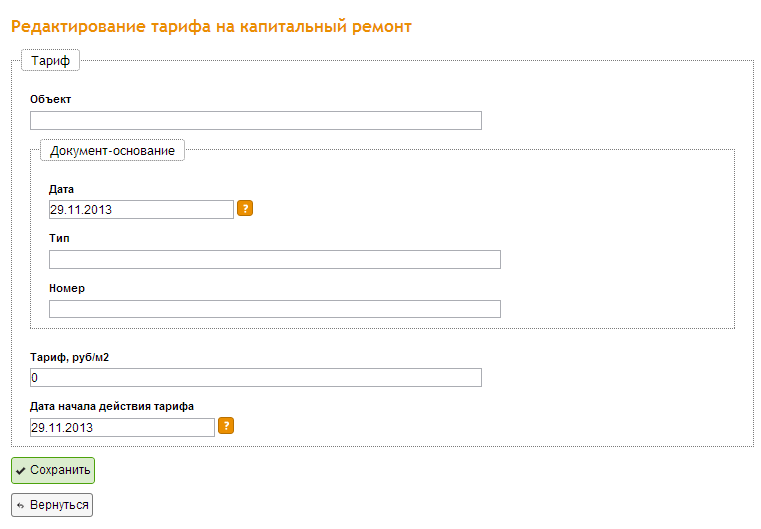 Редактирование тарифа на капитальный ремонт
Тариф
Объект
Документ-основание
Дата
29.11.2013 ?
Тип
Номер
Тариф, руб/м2
0
Дата начала действия тарифа
29.11.2013 ?
Сохранить
Вернуться